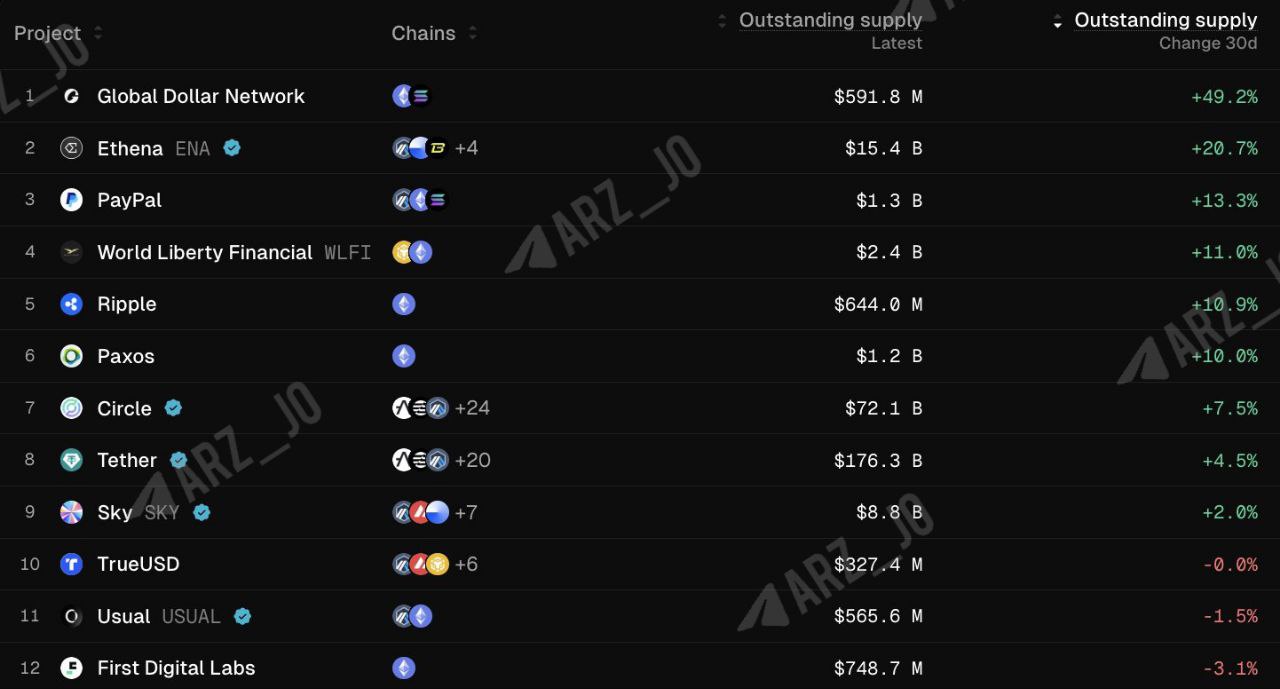 Project Chains Outstanding supply Outstanding supply
Latest Change 30d
1 Global Dollar Network $591.8 M +49.2%
2 Ethena ENA +4 $15.4 B +20.7%
3 PayPal $1.3 B +13.3%
4 World Liberty Financial WLFI $2.4 B +11.0%
5 Ripple $644.0 M +10.9%
6 Paxos $1.2 B +10.0%
7 Circle +24 $72.1 B +7.5%
8 Tether +20 $176.3 B +4.5%
9 Sky SKY +7 $8.8 B +2.0%
10 TrueUSD +6 $327.4 M -0.0%
11 Usual USUAL $565.6 M -1.5%
12 First Digital Labs $748.7 M -3.1%
ARZ_JO
ARZ_JO
ARZ_JO
ARZ_JO
ARZ_JO
ARZ_JO